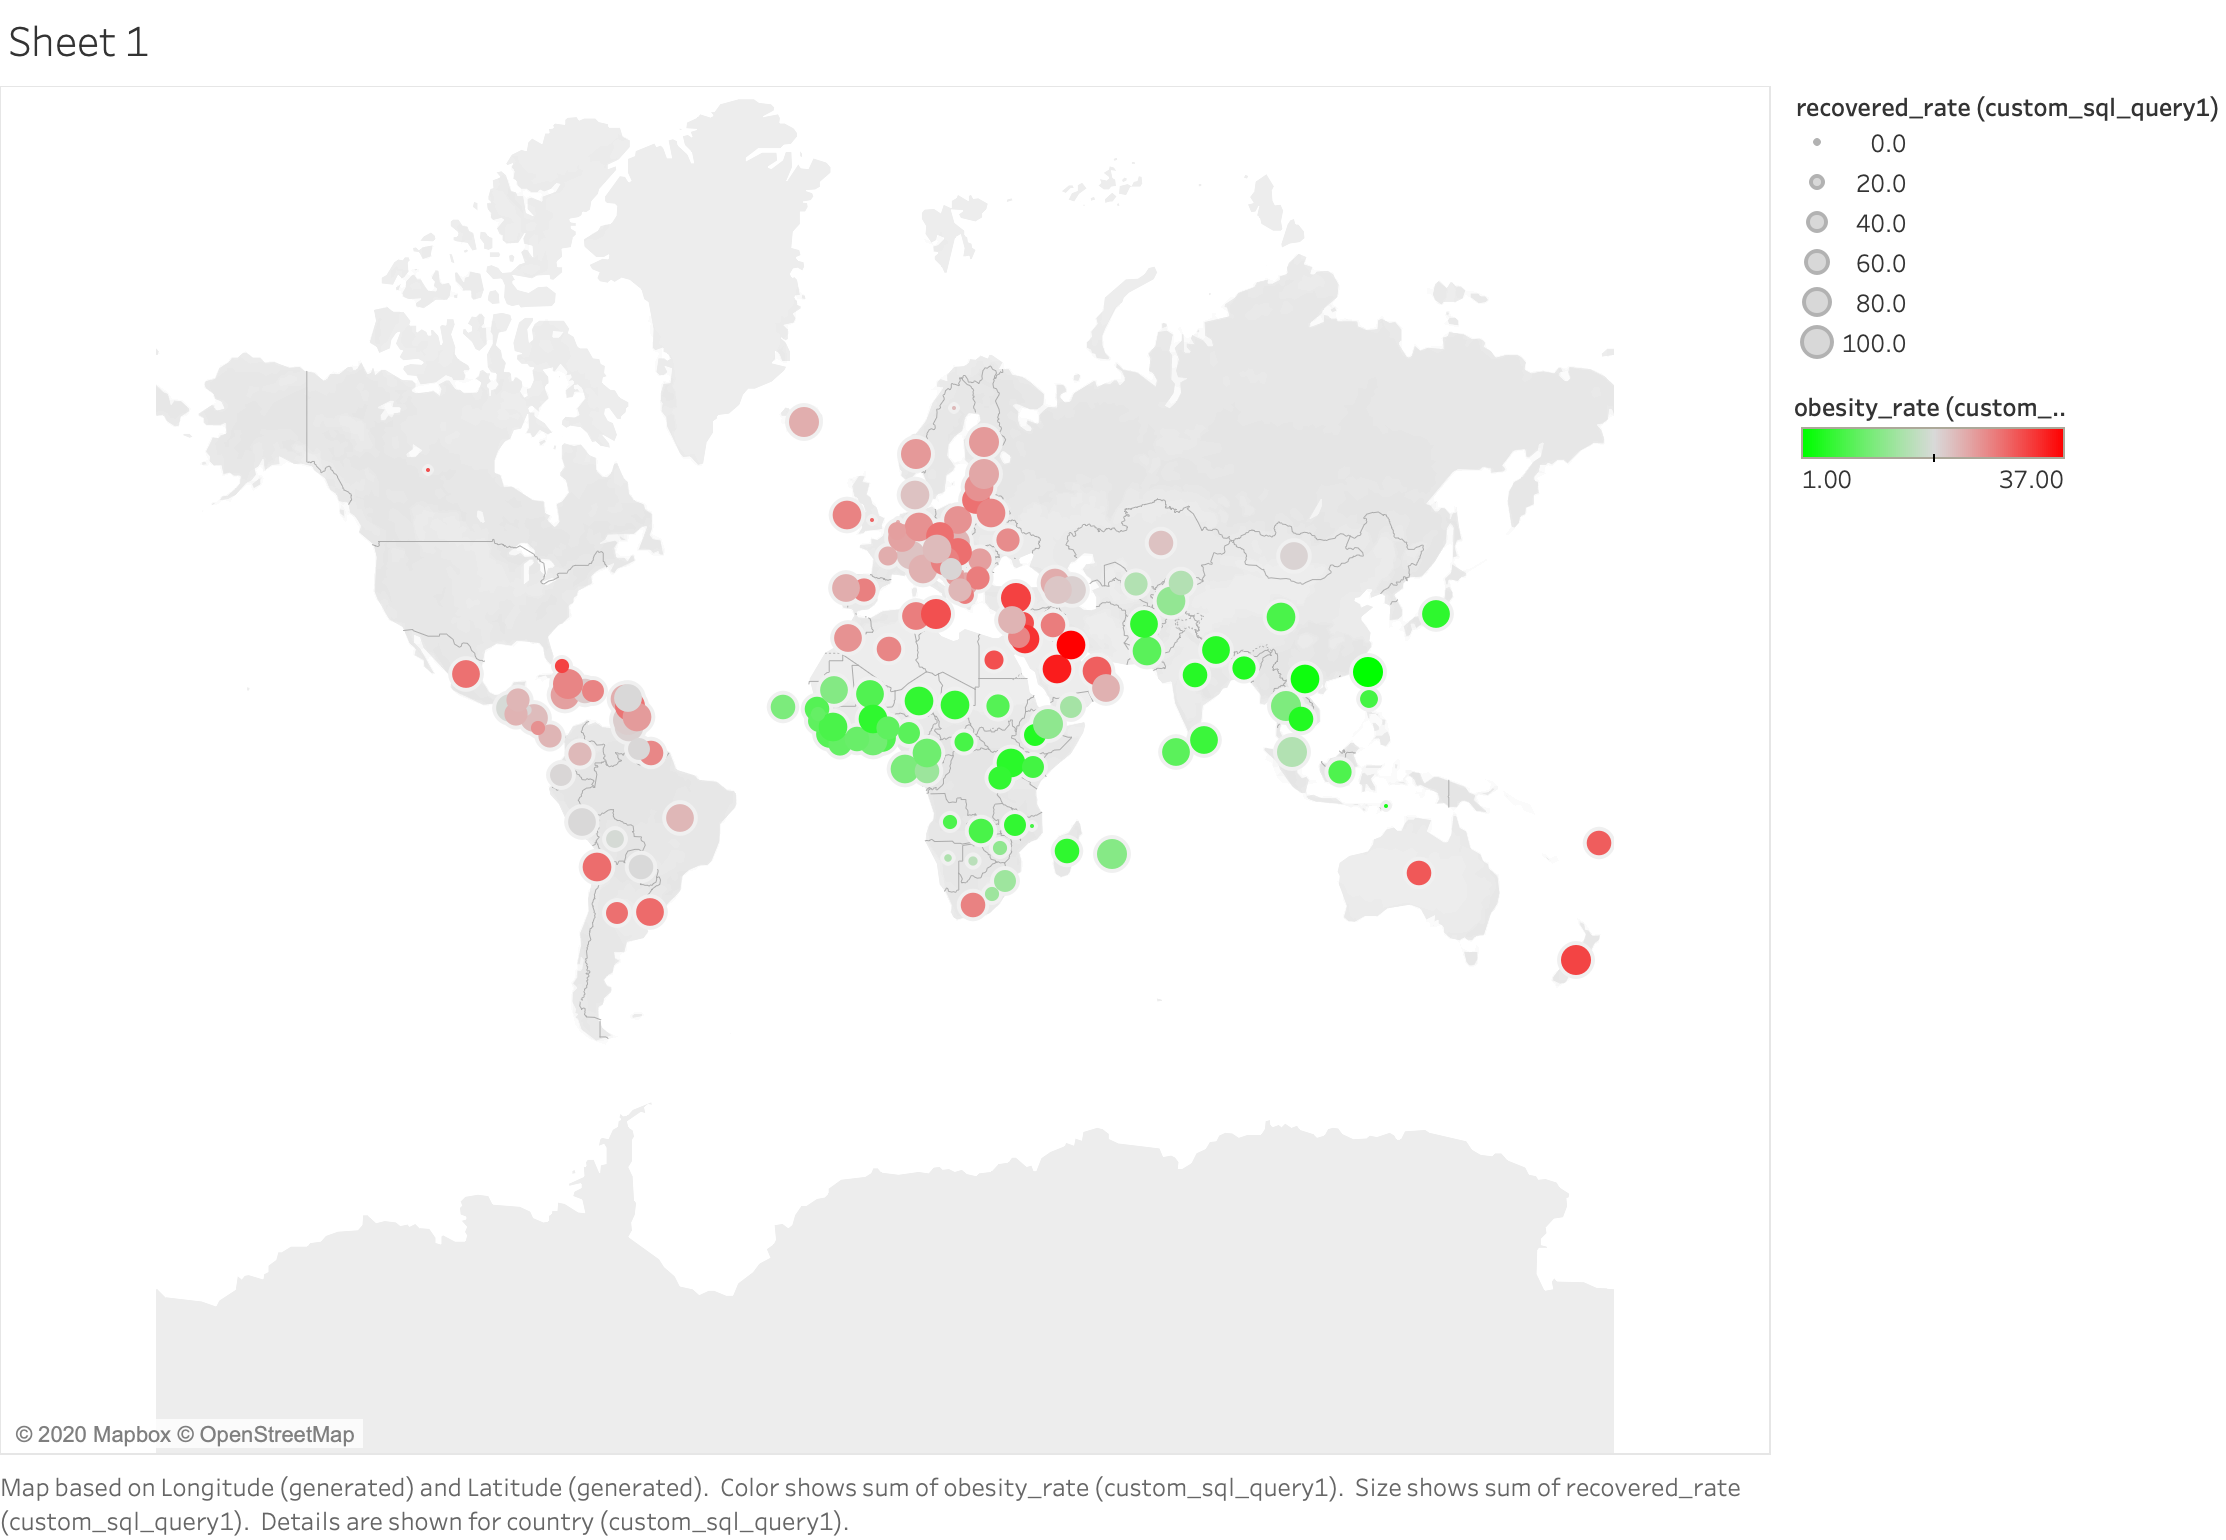 Sheet 1
recovered_rate (custom_sql_query1)
0.0
20.0
40.0
60.0
80.0
100.0
obesity_rate (custom_..
1.00 37.00
© 2020 Mapbox © OpenStreetMap
Map based on Longitude (generated) and Latitude (generated). Color shows sum of obesity_rate (custom_sql_query1). Size shows sum of recovered_rate
(custom_sql_query1). Details are shown for country (custom_sql_query1).